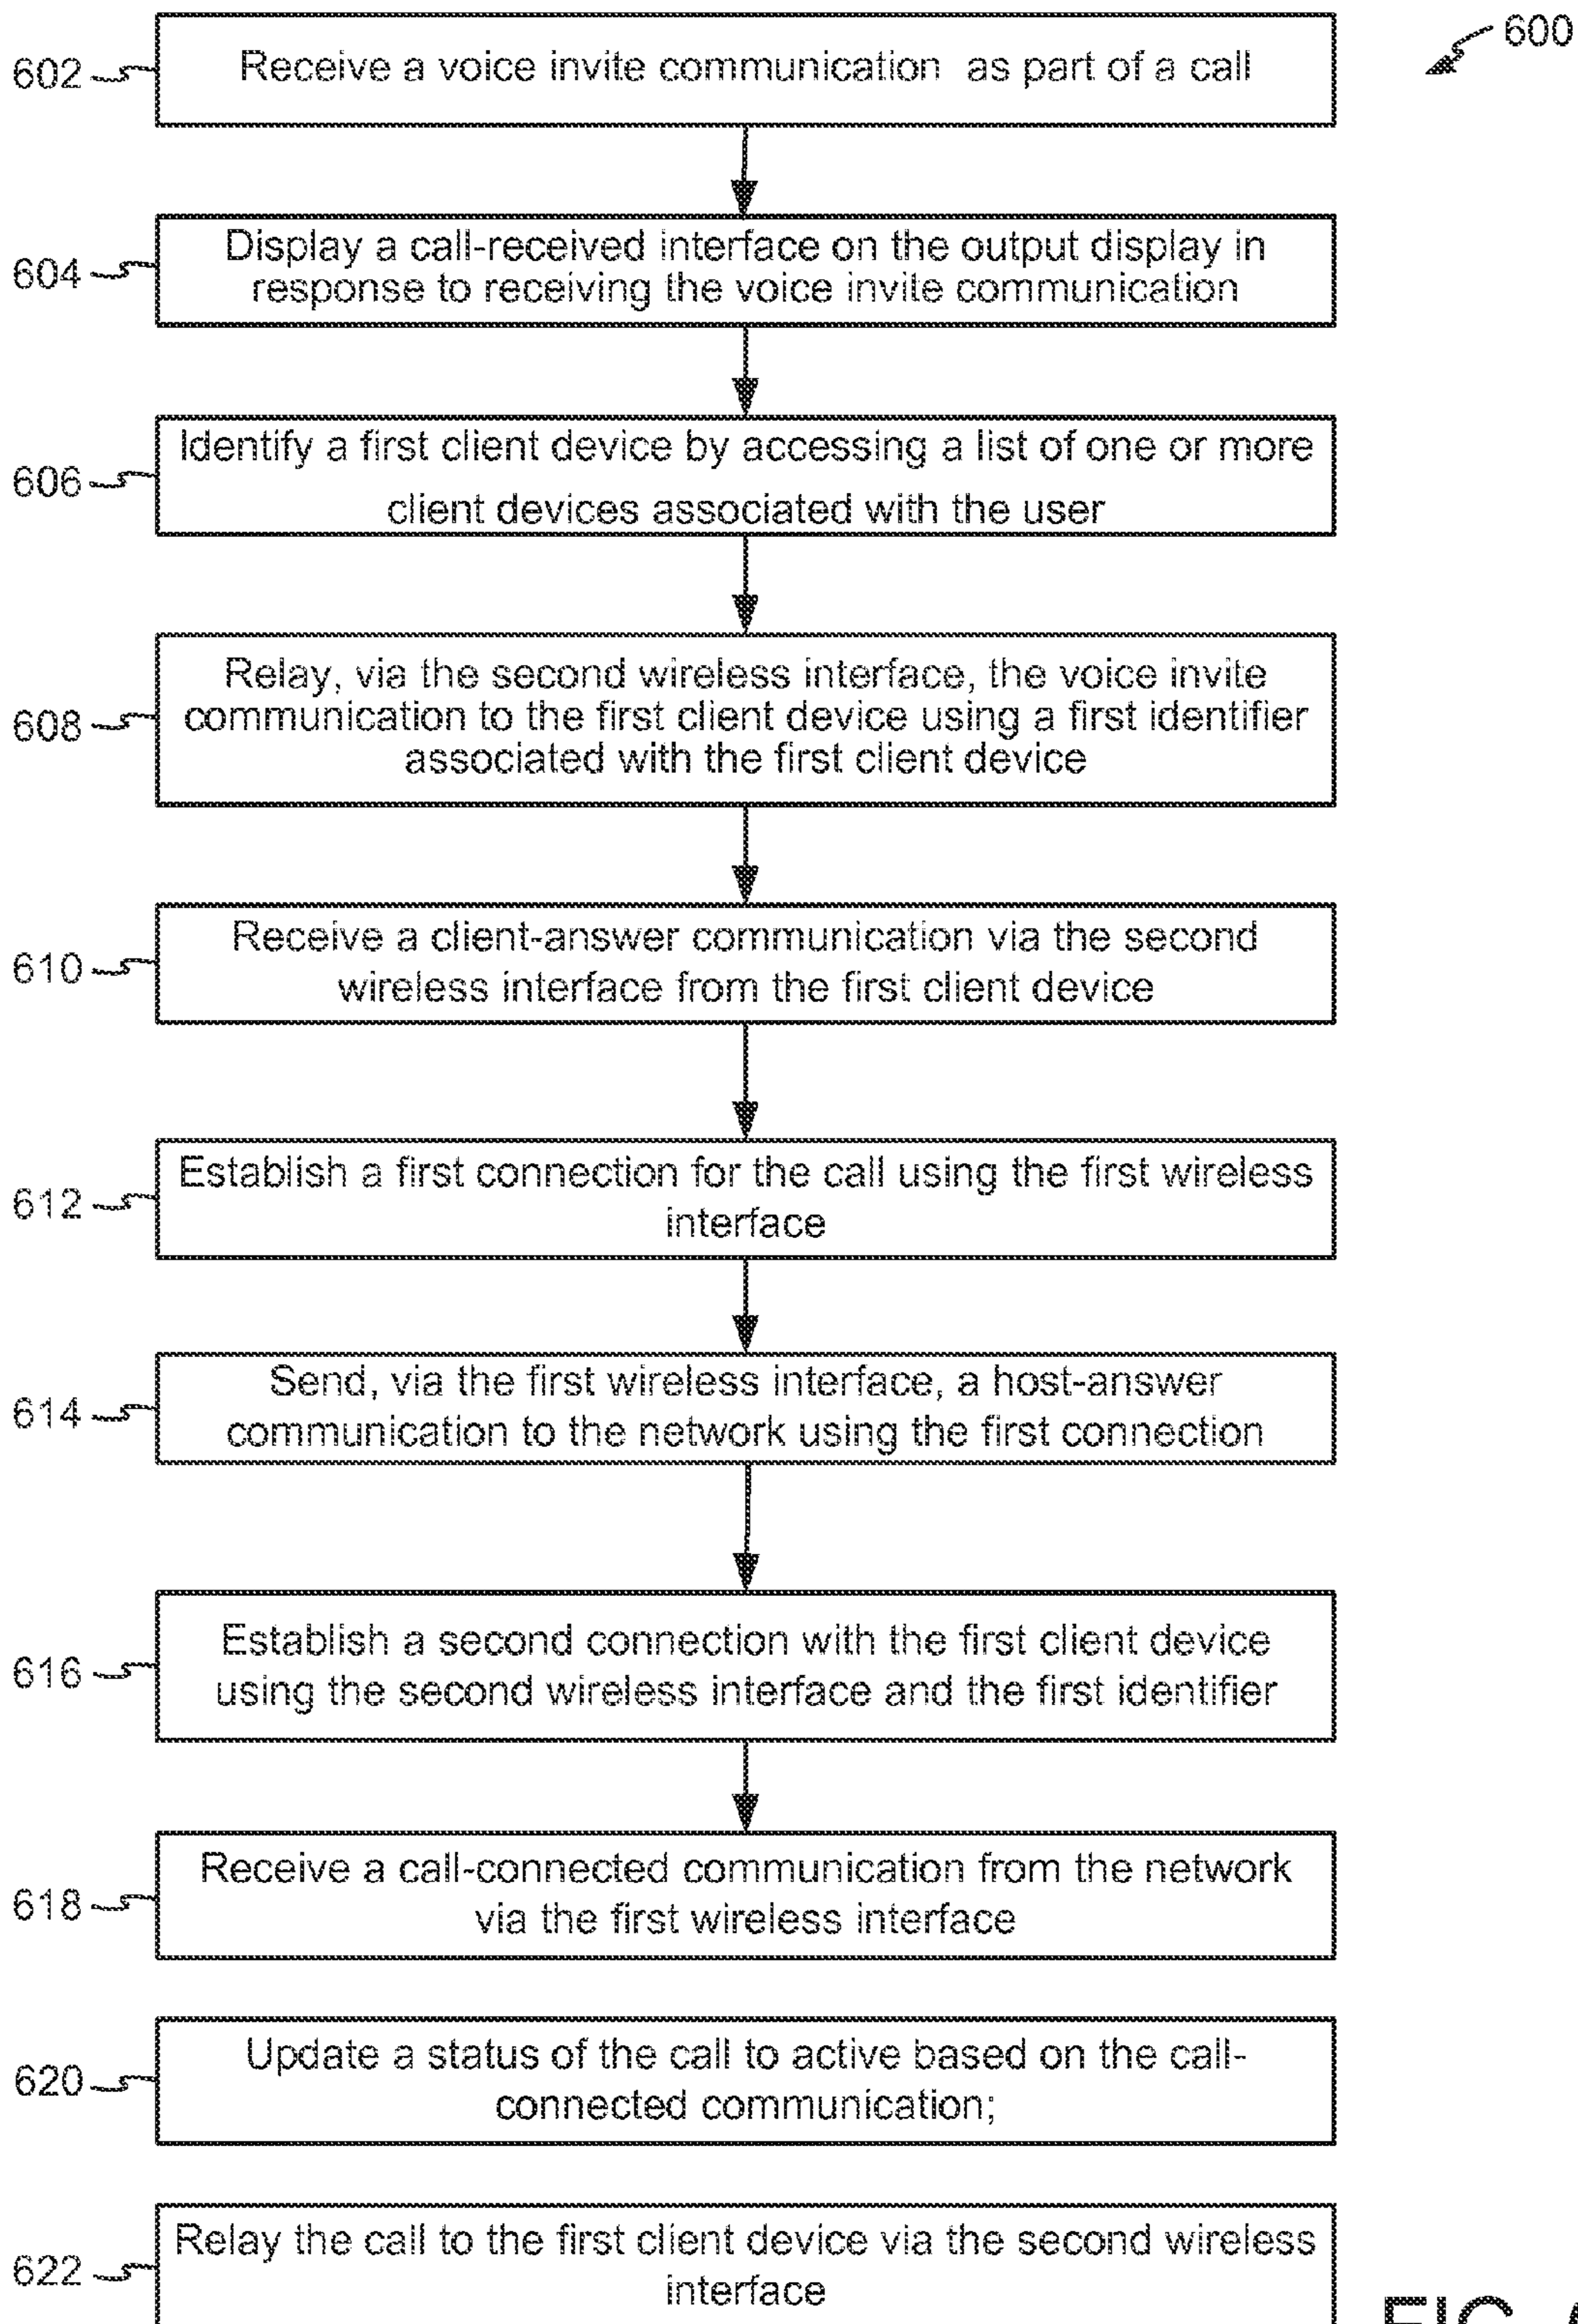 600
602
Receive a voice invite communication as part of a call
604
Display a call-received interface on the output display in
response to receiving the voice invite communication
606
Identify a first client device by accessing a list of one or more
client devices associated with the user
608
Relay, via the second wireless interface, the voice invite
communication to the first client device using a first identifier
associated with the first client device
610
Receive a client-answer communication via the second
wireless interface from the first client device
612
Establish a first connection for the call using the first wireless
interface
614
Send, via the first wireless interface, a host-answer
communication to the network using the first connection
616
Establish a second connection with the first client device
using the second wireless interface and the first identifier
618
Receive a call-connected communication from the network
via the first wireless interface
620
Update a status of the call to active based on the call-
connected communication;
622
Relay the call to the first client device via the second wireless
interface
FIG.